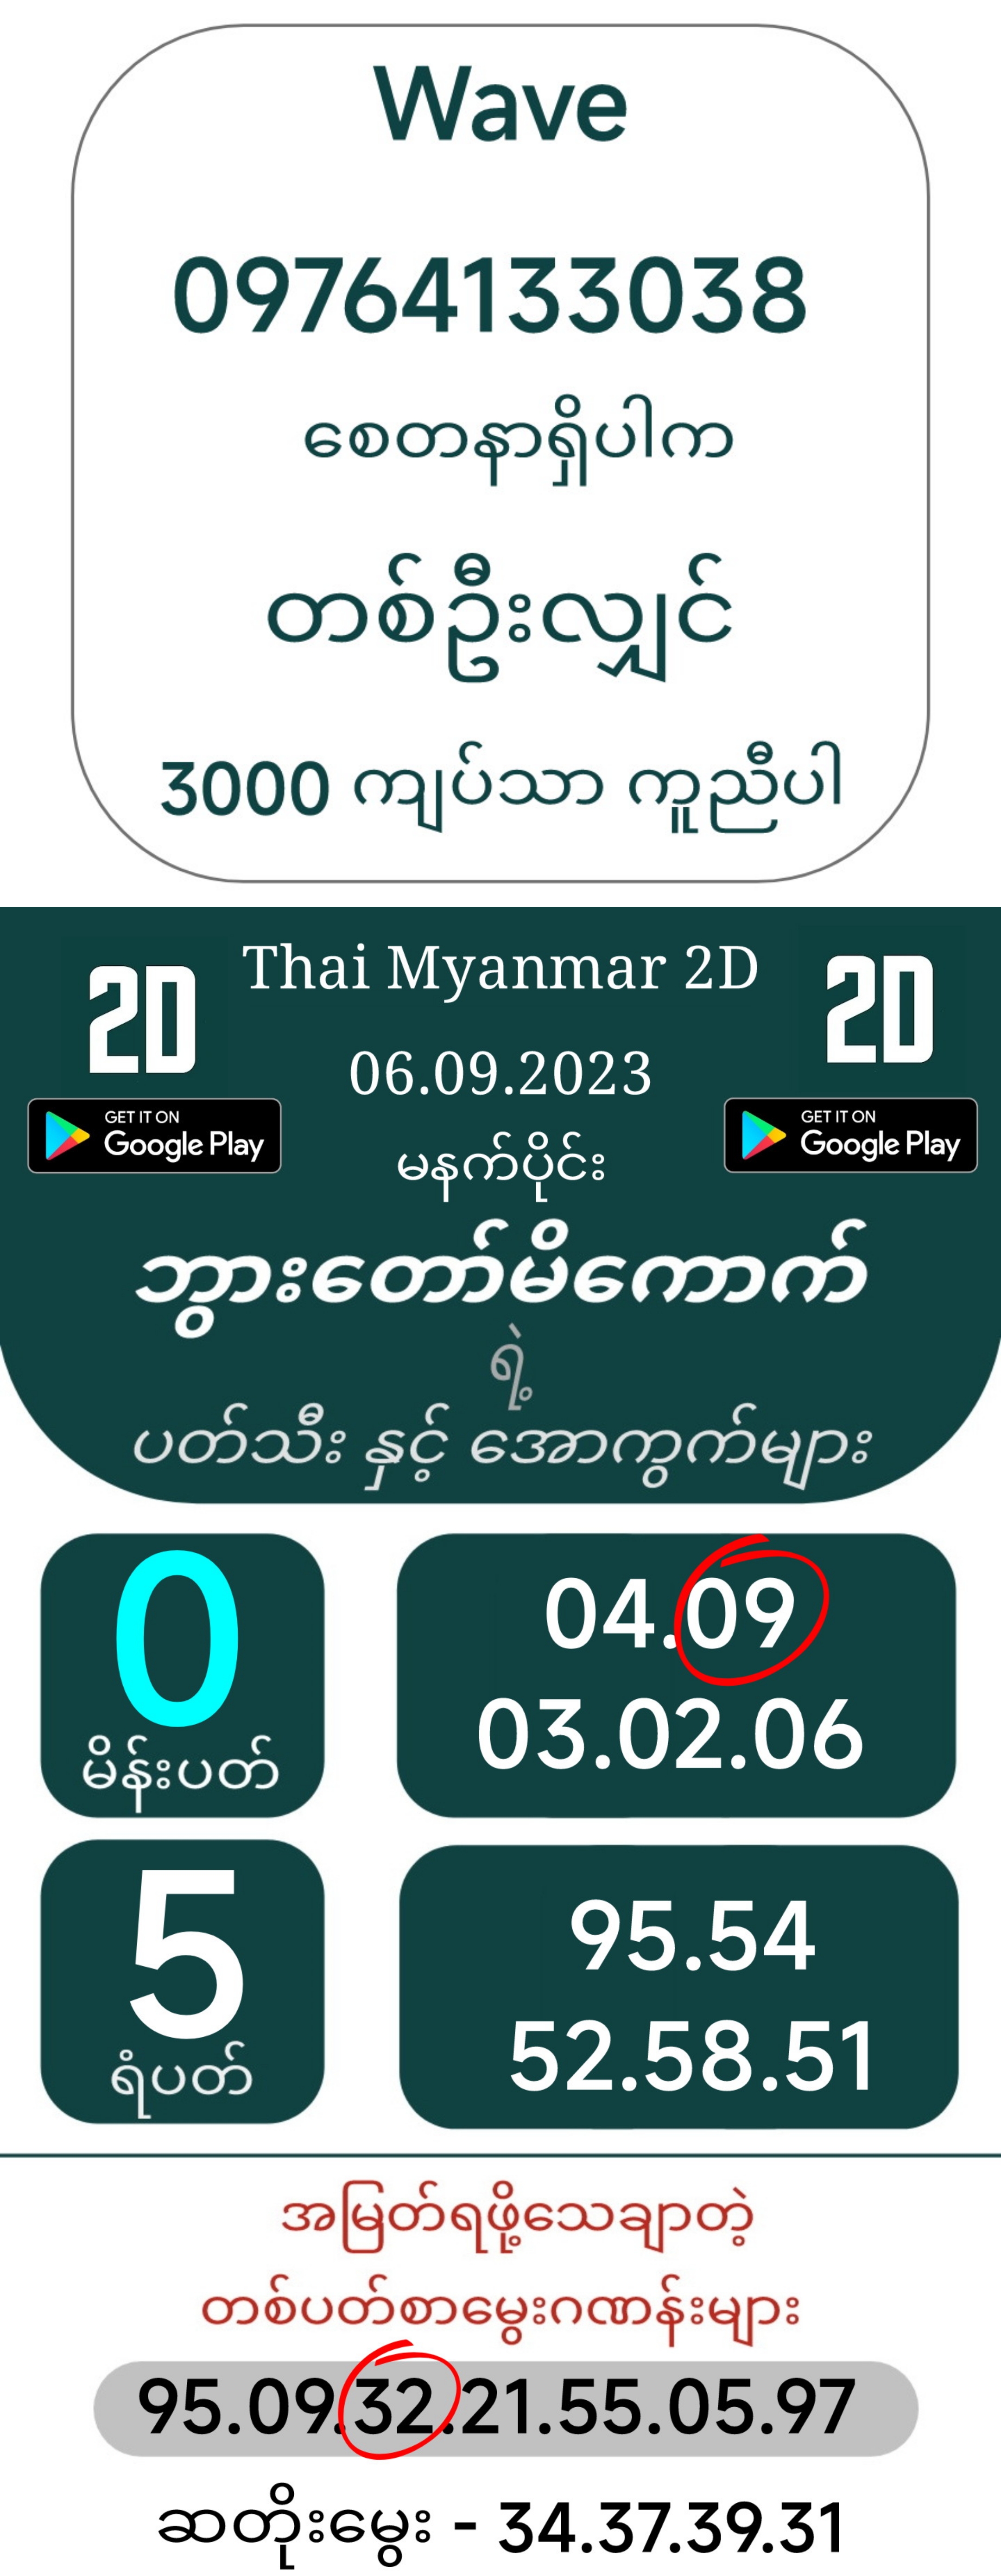 Wave
09764133038
စေတနာရှိပါက
တစ်ဦးလျှင်
3000 ကျပ်သာ ကူညီပါ
2D Thai Myanmar 2D 2D
06.09.2023
GET IT ON
Google Play
GET IT ON
Google Play
မနက်ပိုင်း
ဘွားတော်မိကောက်
ရဲ့
ပတ်သီး နှင့် အောကွက်များ
0
မိန်းပတ်
04.09
03.02.06
5
ရံပတ်
95.54
52.58.51
အမြတ်ရဖို့သေချာတဲ့
တစ်ပတ်စာမွေးဂဏန်းများ
95.09.32.21.55.05.97
ဆတိုးမွေး - 34.37.39.31